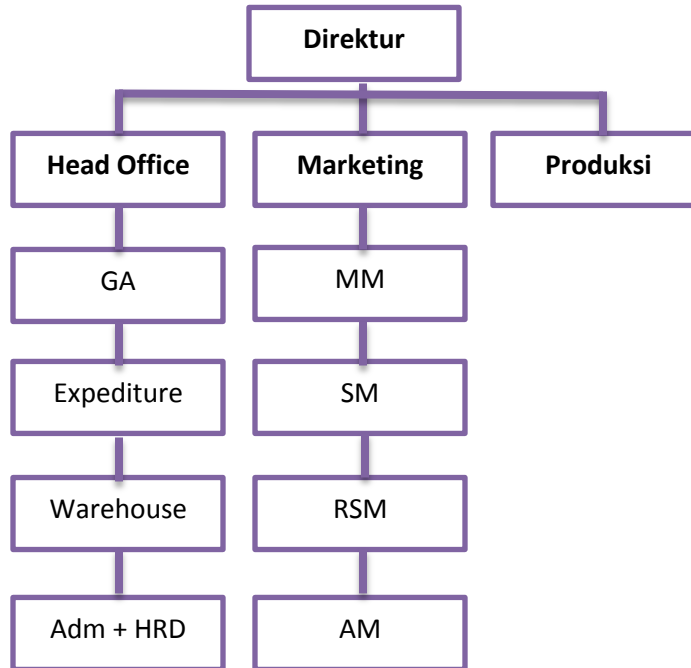 Direktur
Head Office
Marketing
Produksi
GA
MM
Expediture
SM
Warehouse
RSM
Adm + HRD
AM